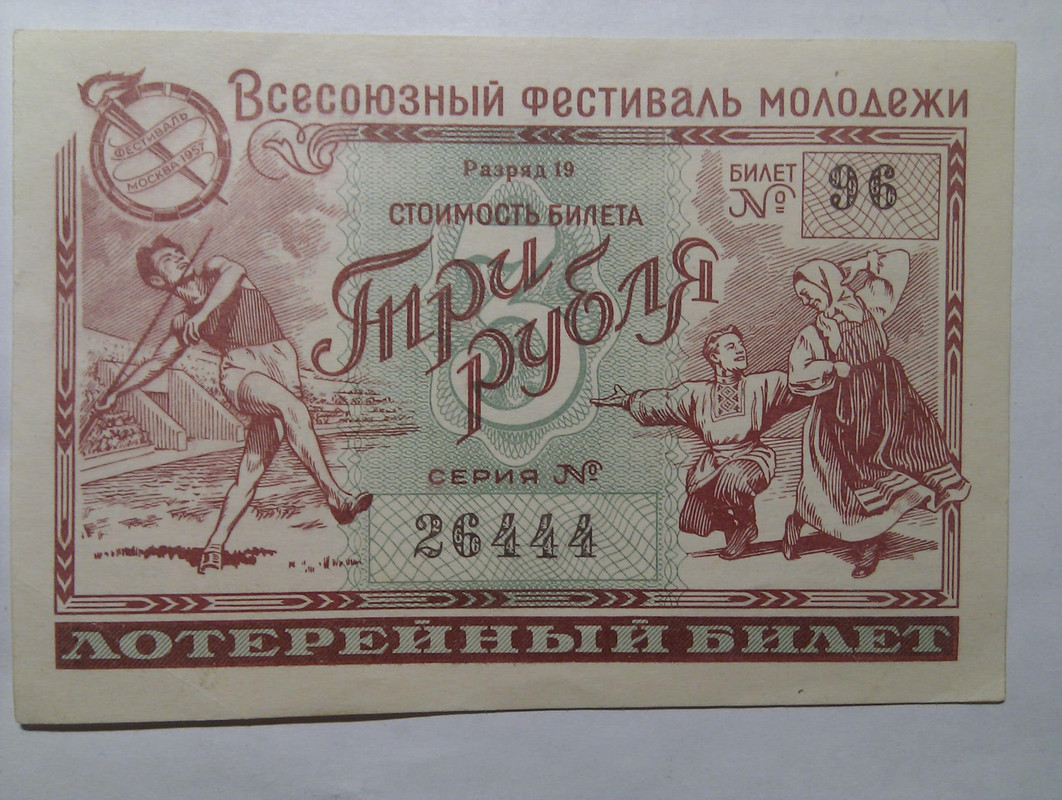 Всесоюзный фестиваль молодежи
ФЕСТИВАЛЬ
МОСКВА 1957
Разряд 19
СТОИМОСТЬ БИЛЕТА
3
Три
рубля
БИЛЕТ
№
96
СЕРИЯ №
26444
ЛОТЕРЕЙНЫЙ БИЛЕТ